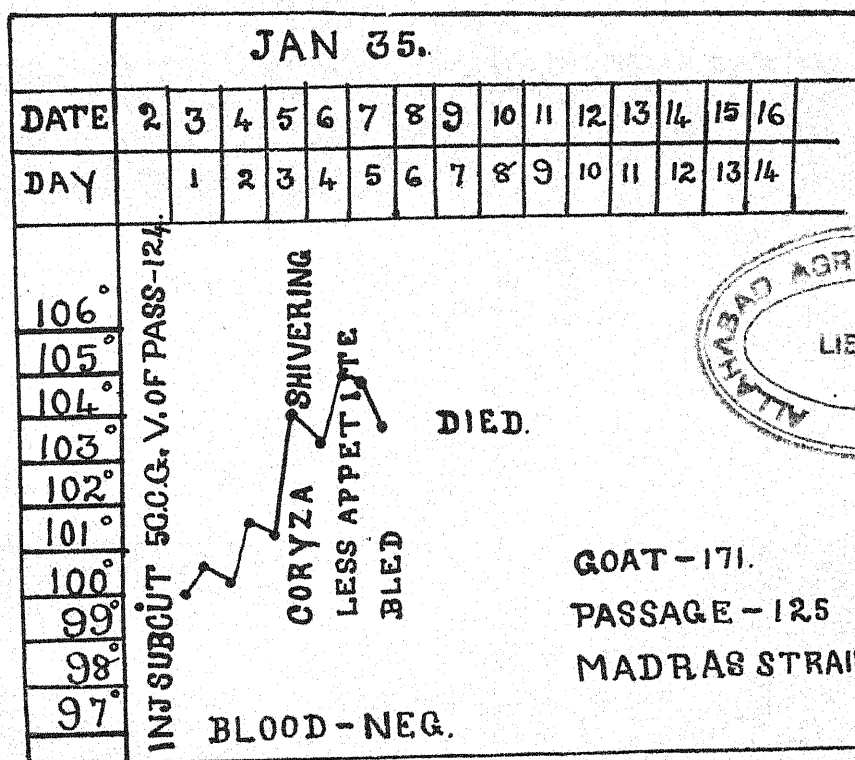 JAN 35.
DATE 2 3 4 5 6 7 8 9 10 11 12 13 14 15 16
DAY 1 2 3 4 5 6 7 8 9 10 11 12 13 14
106°
105°
104°
103°
102°
101°
100°
99°
98°
97°
INJ SUBCUT 5C.C.G. V. OF PASS-124.
CORYZA
SHIVERING
LESS APPETITE
BLED
DIED.
ALLAHABAD AGR
LIB
GOAT-171.
PASSAGE-125
MADRAS STRAI
BLOOD-NEG.